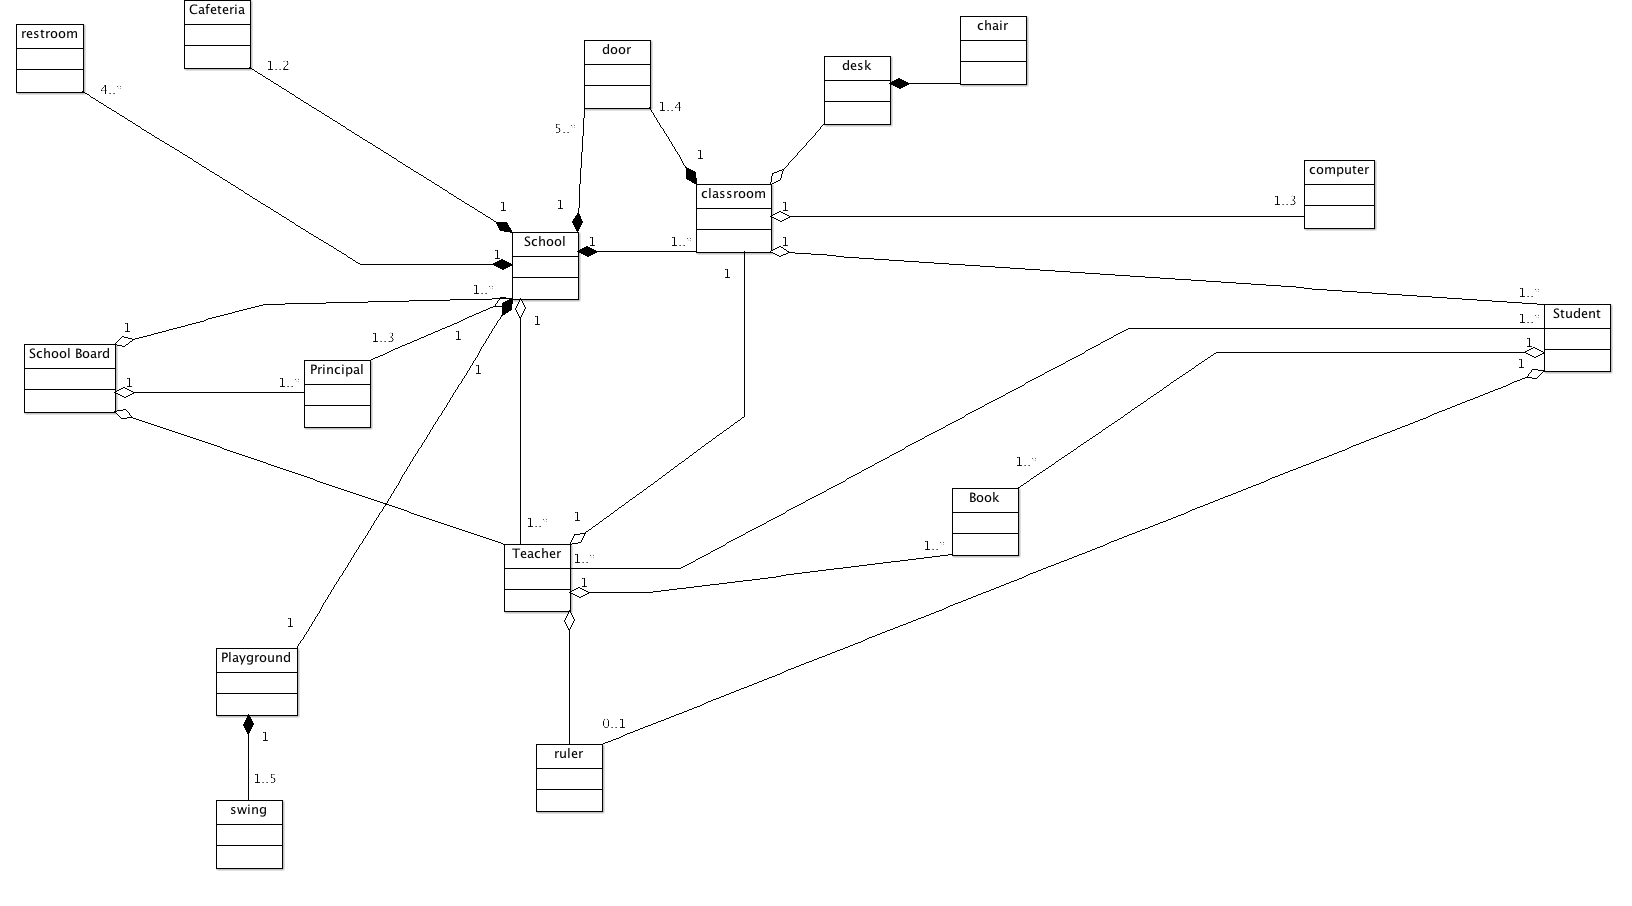 Cafeteria
restroom
chair
door
desk
1..2
4..*
1..4
5..*
1
computer
classroom
1..3
1
1
1
School
1
1
1..*
1
1
1..*
1..*
Student
1
1..*
1
1..3
1
1
School Board
1
Principal
1
1..*
1
1..*
Book
1
1..*
1..*
Teacher
1..*
1
1
Playground
0..1
1
ruler
1..5
swing